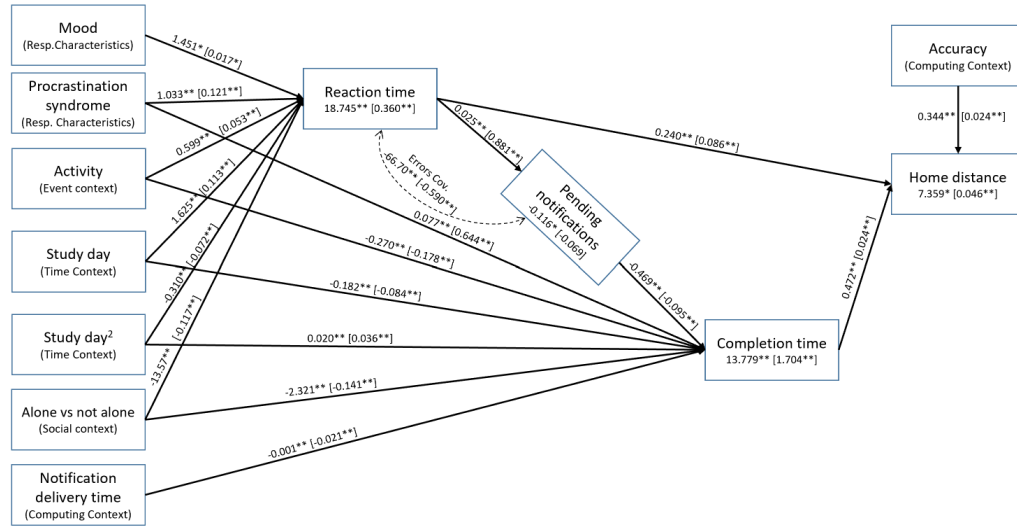 Mood
(Resp.Characteristics)
Procrastination
syndrome
(Resp. Characteristics)
Activity
(Event context)
Study day
(Time Context)
Study day²
(Time Context)
Alone vs not alone
(Social context)
Notification
delivery time
(Computing Context)
1.451* [0.017*]
1.033** [0.121**]
0.599** [0.053**]
1.625** [0.113**]
-0.310** [-0.072**]
-13.57** [-0.117**]
Reaction time
18.745** [0.360**]
Errors Cov.
-66.70** [-0.590**]
0.025** [0.881**]
Pending
notifications
-0.116* [-0.069]
0.240** [0.086**]
0.077** [0.644**]
-0.270** [-0.178**]
-0.182** [-0.084**]
0.020** [0.036**]
-2.321** [-0.141**]
-0.001** [-0.021**]
-0.469** [-0.095**]
Completion time
13.779** [1.704**]
0.472** [0.024**]
Accuracy
(Computing Context)
0.344** [0.024**]
Home distance
7.359* [0.046**]